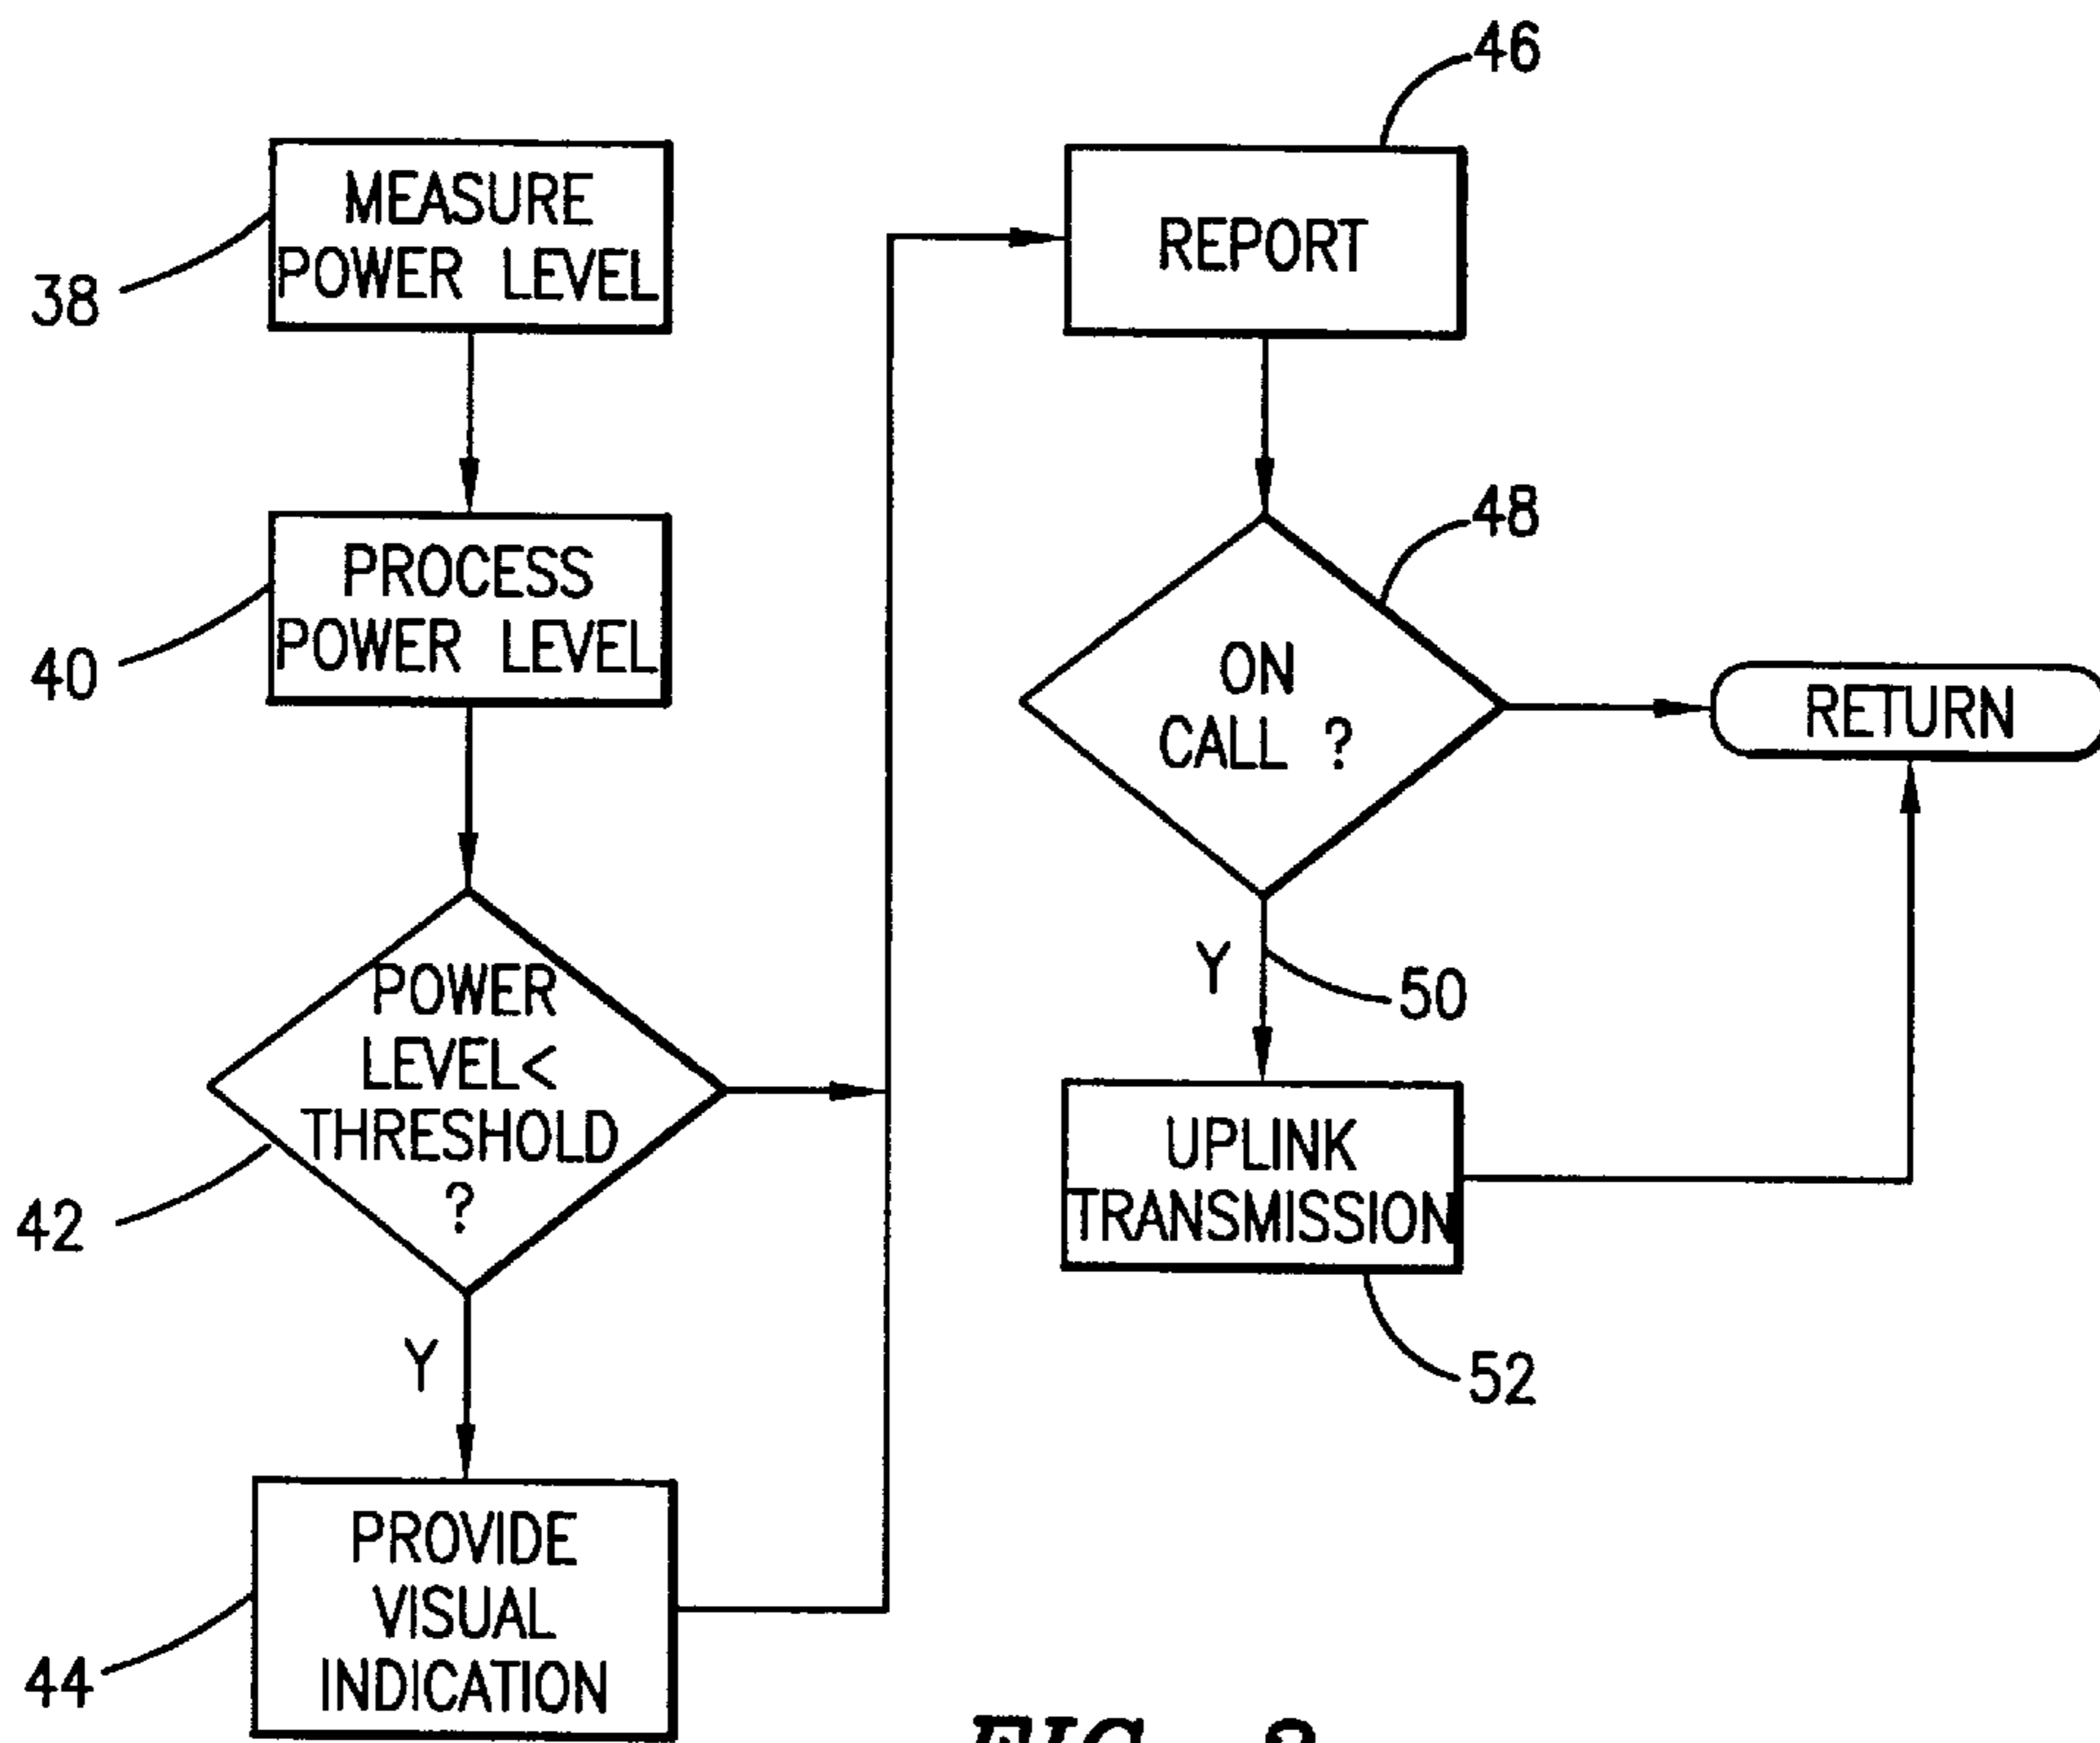 38
MEASURE
POWER LEVEL
40
PROCESS
POWER LEVEL
42
POWER
LEVEL<
THRESHOLD
?
Y
44
PROVIDE
VISUAL
INDICATION
46
REPORT
48
ON
CALL ?
RETURN
Y
50
UPLINK
TRANSMISSION
52